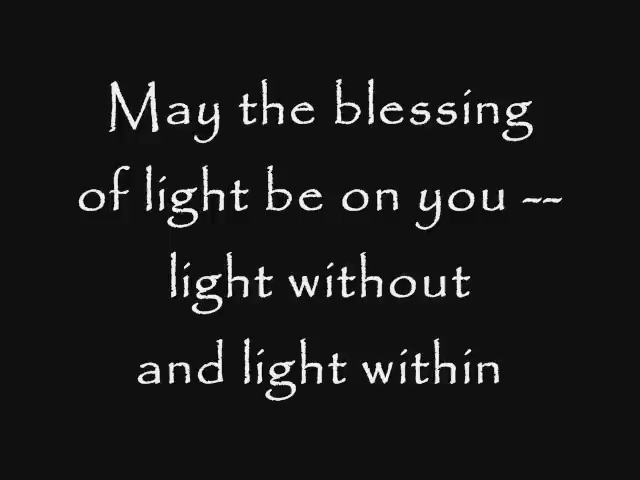 May the blessing
of light be on you --
light without
and light within